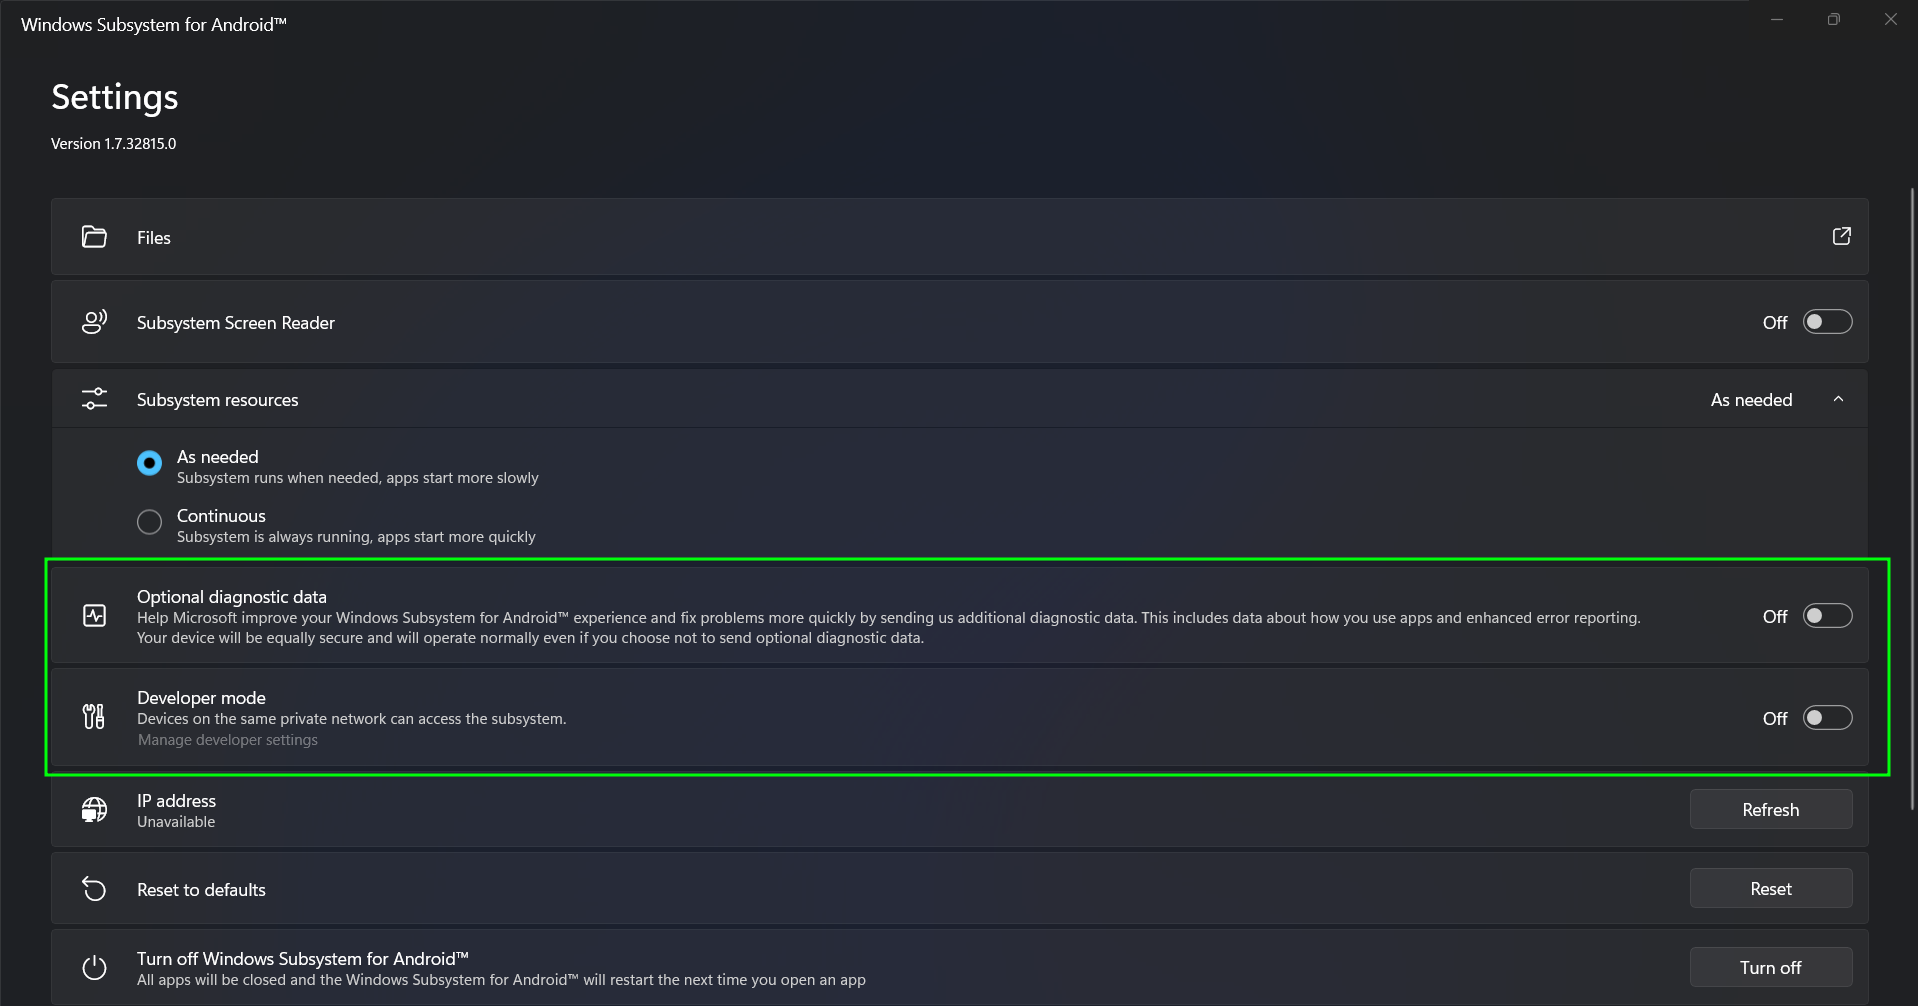 Windows Subsystem for Android™
Settings
Version 1.7.32815.0
Files
Subsystem Screen Reader
Off
Subsystem resources
As needed
As needed
Subsystem runs when needed, apps start more slowly
Continuous
Subsystem is always running, apps start more quickly
Optional diagnostic data
Help Microsoft improve your Windows Subsystem for Android™ experience and fix problems more quickly by sending us additional diagnostic data. This includes data about how you use apps and enhanced error reporting.
Your device will be equally secure and will operate normally even if you choose not to send optional diagnostic data.
Off
Developer mode
Devices on the same private network can access the subsystem.
Manage developer settings
Off
IP address
Unavailable
Refresh
Reset to defaults
Reset
Turn off Windows Subsystem for Android™
All apps will be closed and the Windows Subsystem for Android™ will restart the next time you open an app
Turn off